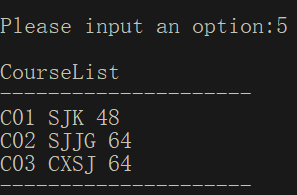 Please input an option:5
CourseList
---------------------
C01 SJK 48
C02 SJJG 64
C03 CXSJ 64
---------------------